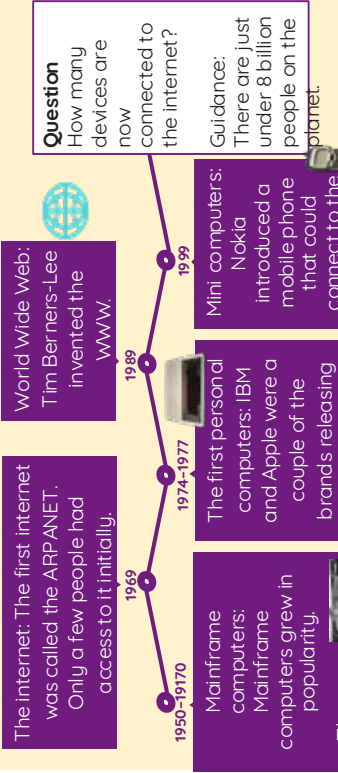 The internet: The first internet
was called the ARPANET.
Only a few people had
access to it initially.
World Wide Web:
Tim Berners-Lee
invented the
WWW.
1950–19170
1969
1974–1977
1989
1999
Mainframe
computers:
Mainframe
computers grew in
popularity.
The first personal
computers: IBM
and Apple were a
couple of the
brands releasing
Mini computers:
Nokia
introduced a
mobile phone
that could
connect to the
Question
How many
devices are
now
connected to
the internet?
Guidance:
There are just
under 8 billion
people on the
planet.